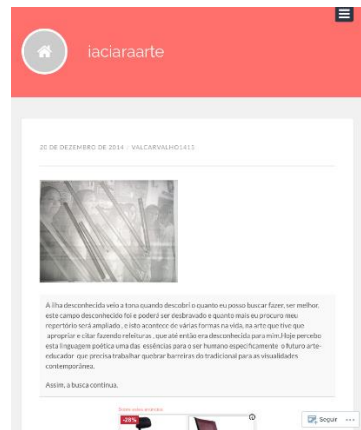 iaciaraarte
20 DE DEZEMBRO DE 2014 / VALCARVALHO1413
A ilha desconhecida veio a tona quando descobri o quanto eu posso buscar fazer, ser melhor.
este campo desconhecido foi e poderá ser desbravado e quanto mais eu procuro meu
repertório será ampliado , e isto acontece de várias formas na vida, na arte que tive que
apropriar e citar fazendo releituras , que até então era desconhecida para mim.Hoje percebo
esta linguagem poética uma das essências para o ser humano especificamente o futuro arte-
educador que precisa trabalhar quebrar barreiras do tradicional para as visualidades
contemporânea.
Assim, a busca continua.
-28%
Seguir ...